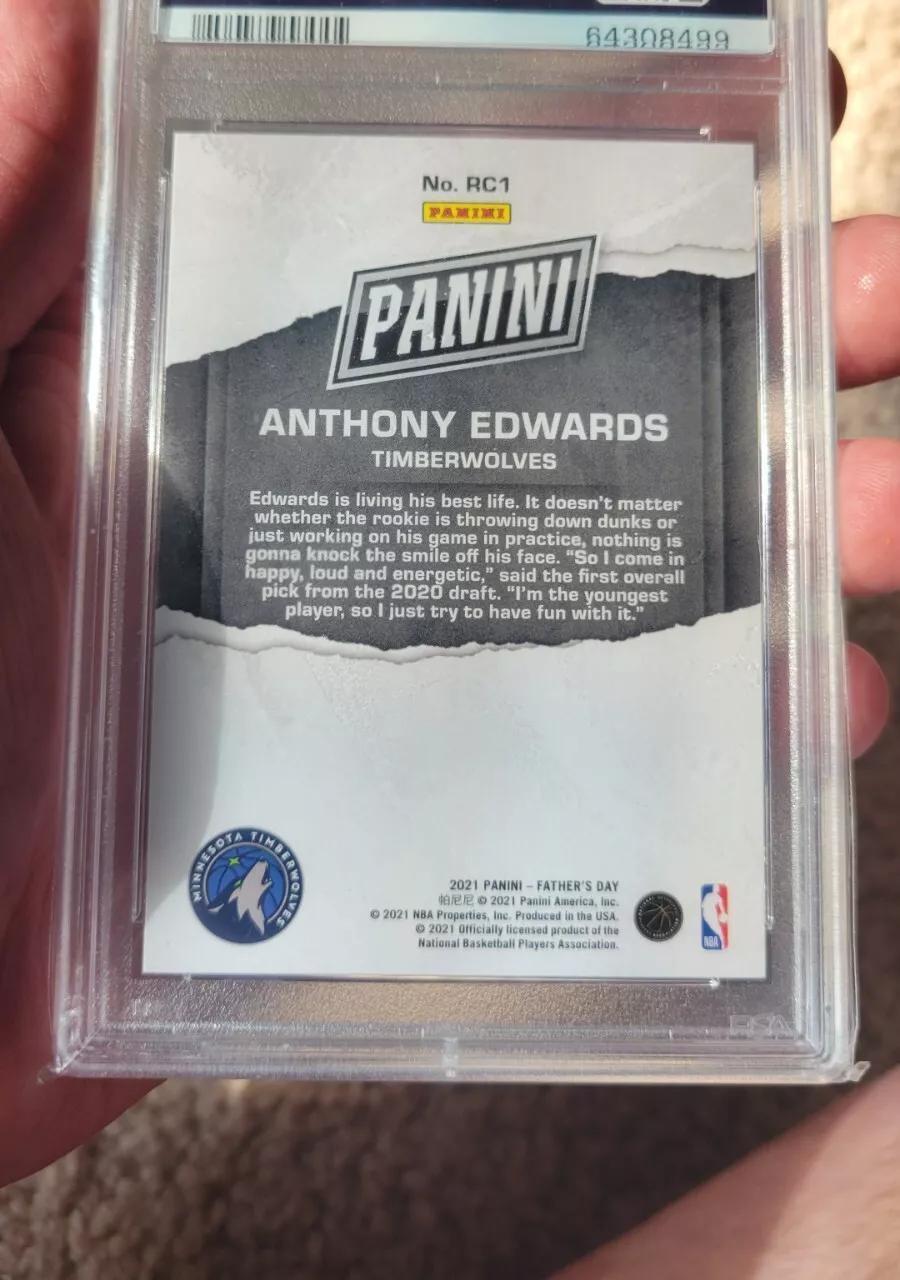 64308499
No. RC1
PANINI
PANINI
ANTHONY EDWARDS
TIMBERWOLVES
Edwards is living his best life. It doesn't matter
whether the rookie is throwing down dunks or
just working on his game in practice, nothing is
gonna knock the smile off his face. “So I come in
happy, loud and energetic,” said the first overall
pick from the 2020 draft. “I'm the youngest
player, so I just try to have fun with it.”
MINNESOTA TIMBERWOLVES
2021 PANINI – FATHER'S DAY
帕尼尼 © 2021 Panini America, Inc.
© 2021 NBA Properties, Inc. Produced in the USA.
© 2021 Officially licensed product of the
National Basketball Players Association.
NBA
PSA